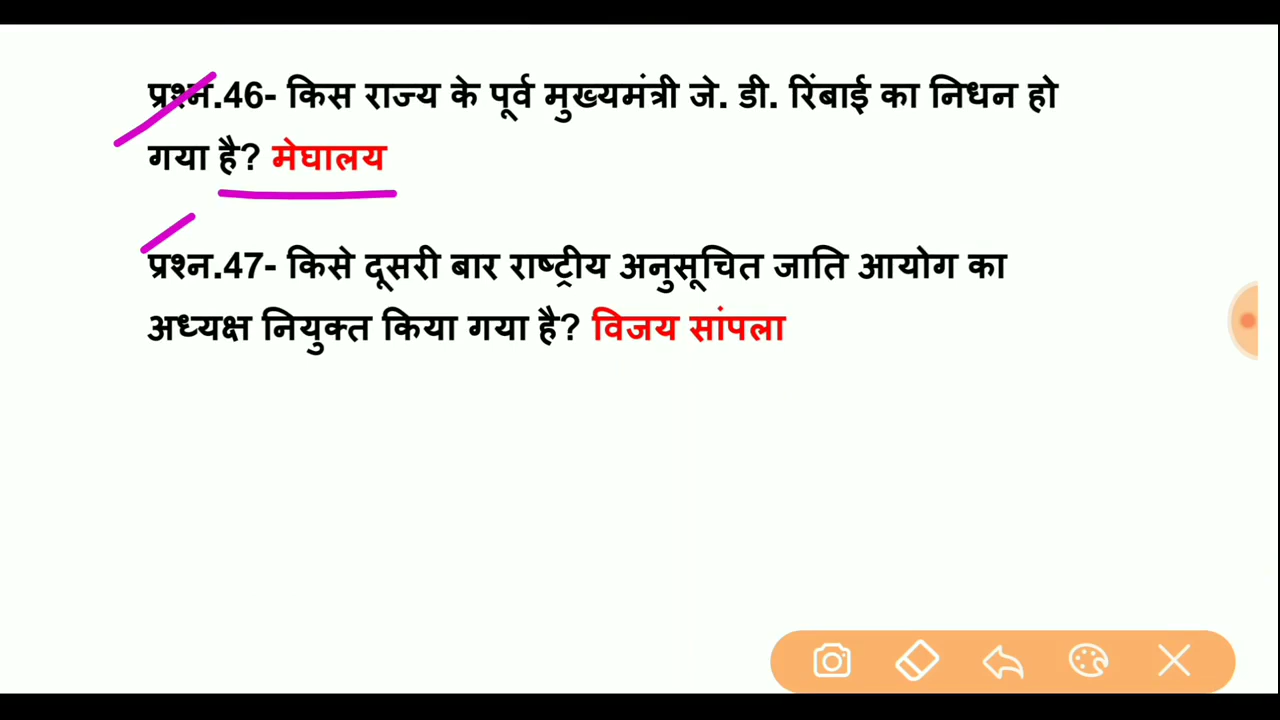 प्रश्न.46- किस राज्य के पूर्व मुख्यमंत्री जे. डी. रिंबाई का निधन हो
गया है? मेघालय
प्रश्न.47- किसे दूसरी बार राष्ट्रीय अनुसूचित जाति आयोग का
अध्यक्ष नियुक्त किया गया है? विजय सांपला